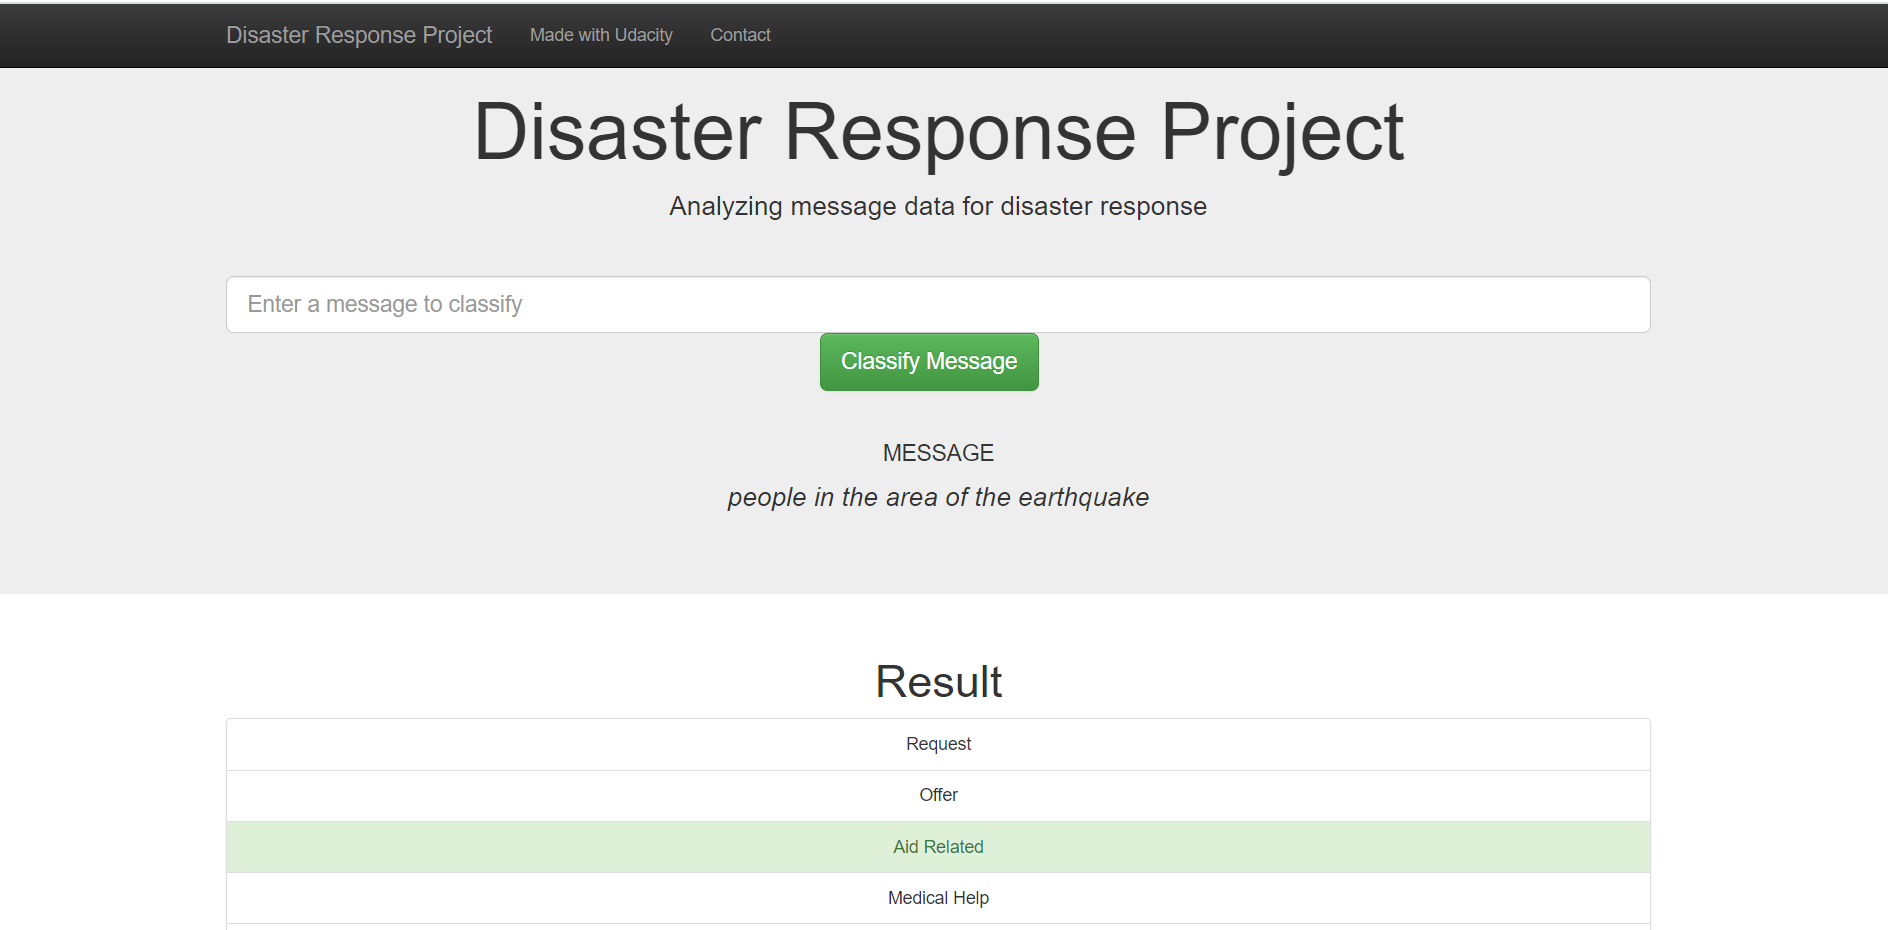 Disaster Response Project Made with Udacity Contact
Disaster Response Project
Analyzing message data for disaster response
Enter a message to classify
Classify Message
MESSAGE
people in the area of the earthquake
Result
Request
Offer
Aid Related
Medical Help